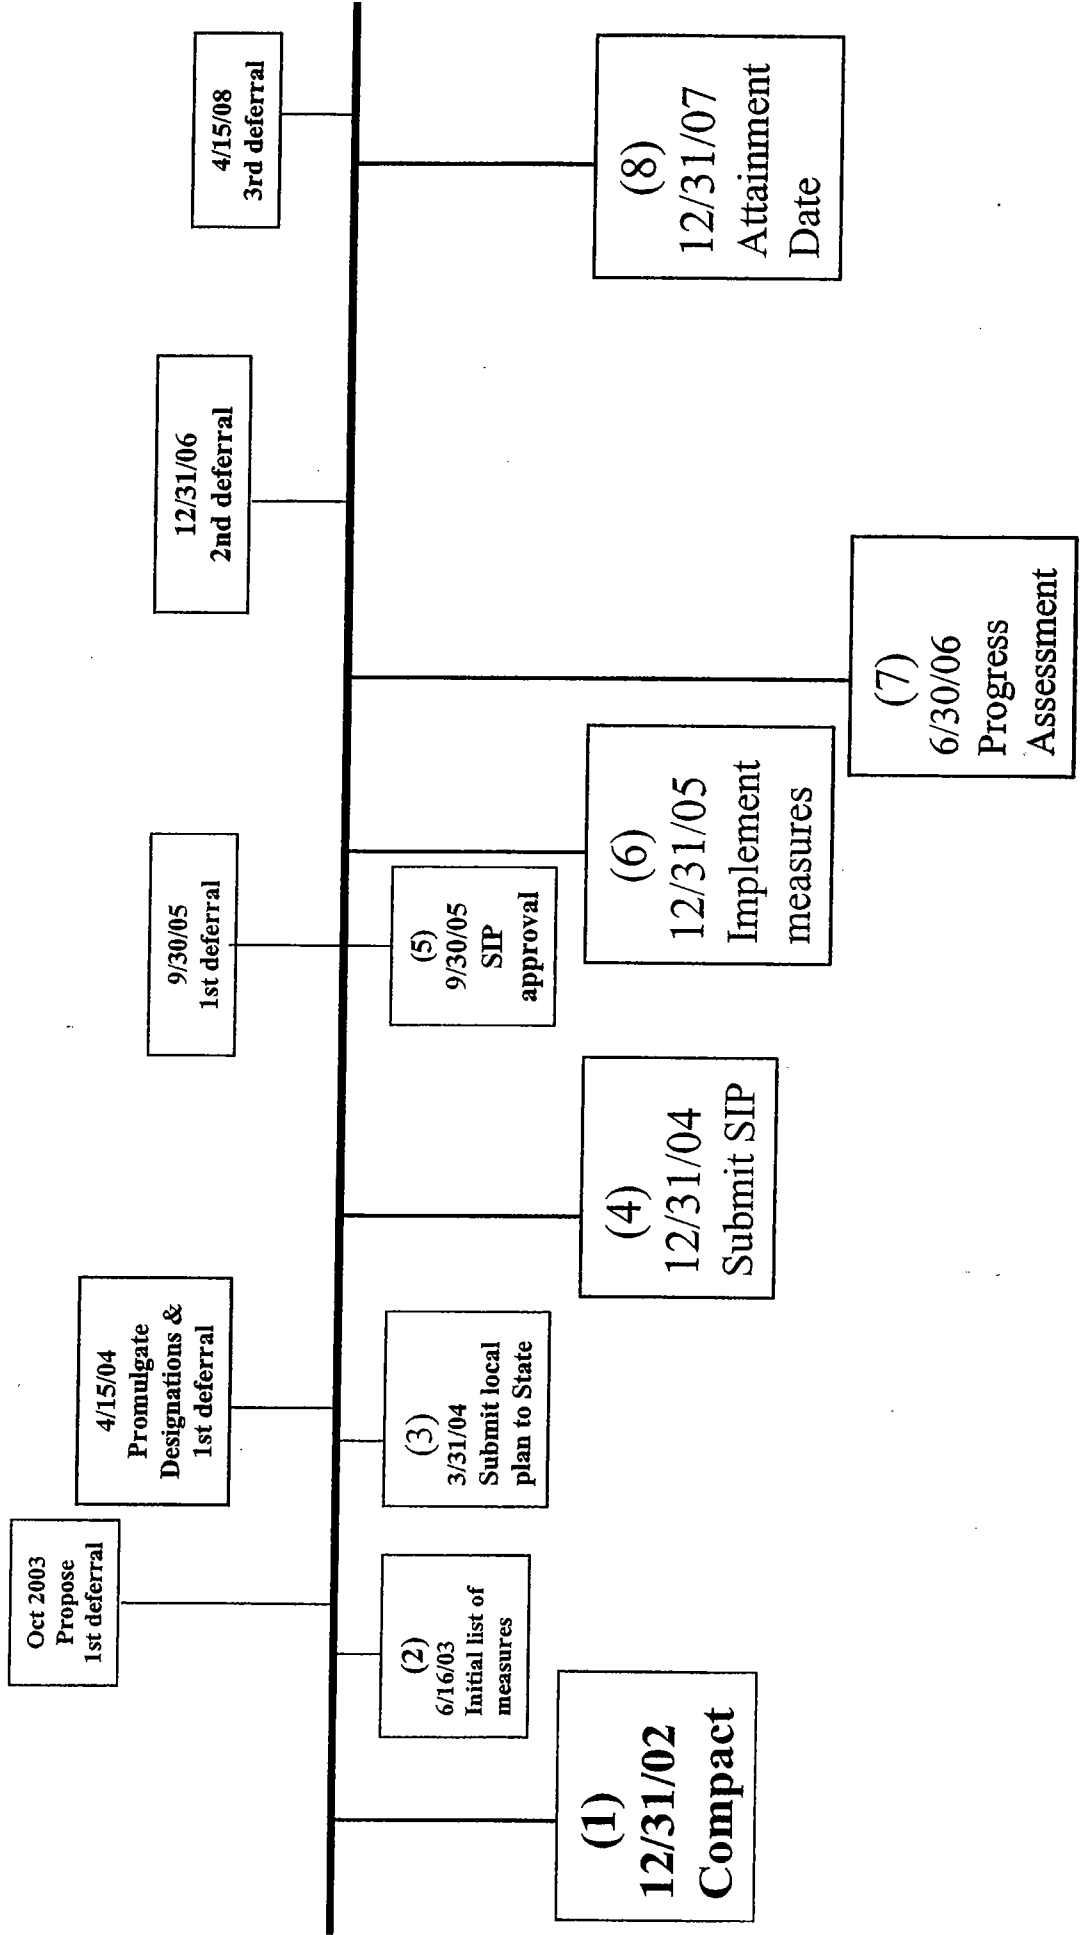 Oct 2003
Propose
1st deferral
4/15/04
Promulgate
Designations &
1st deferral
9/30/05
1st deferral
12/31/06
2nd deferral
4/15/08
3rd deferral
(1)
12/31/02
Compact
(2)
6/16/03
Initial list of
measures
(3)
3/31/04
Submit local
plan to State
(4)
12/31/04
Submit SIP
(5)
9/30/05
SIP
approval
(6)
12/31/05
Implement
measures
(7)
6/30/06
Progress
Assessment
(8)
12/31/07
Attainment
Date